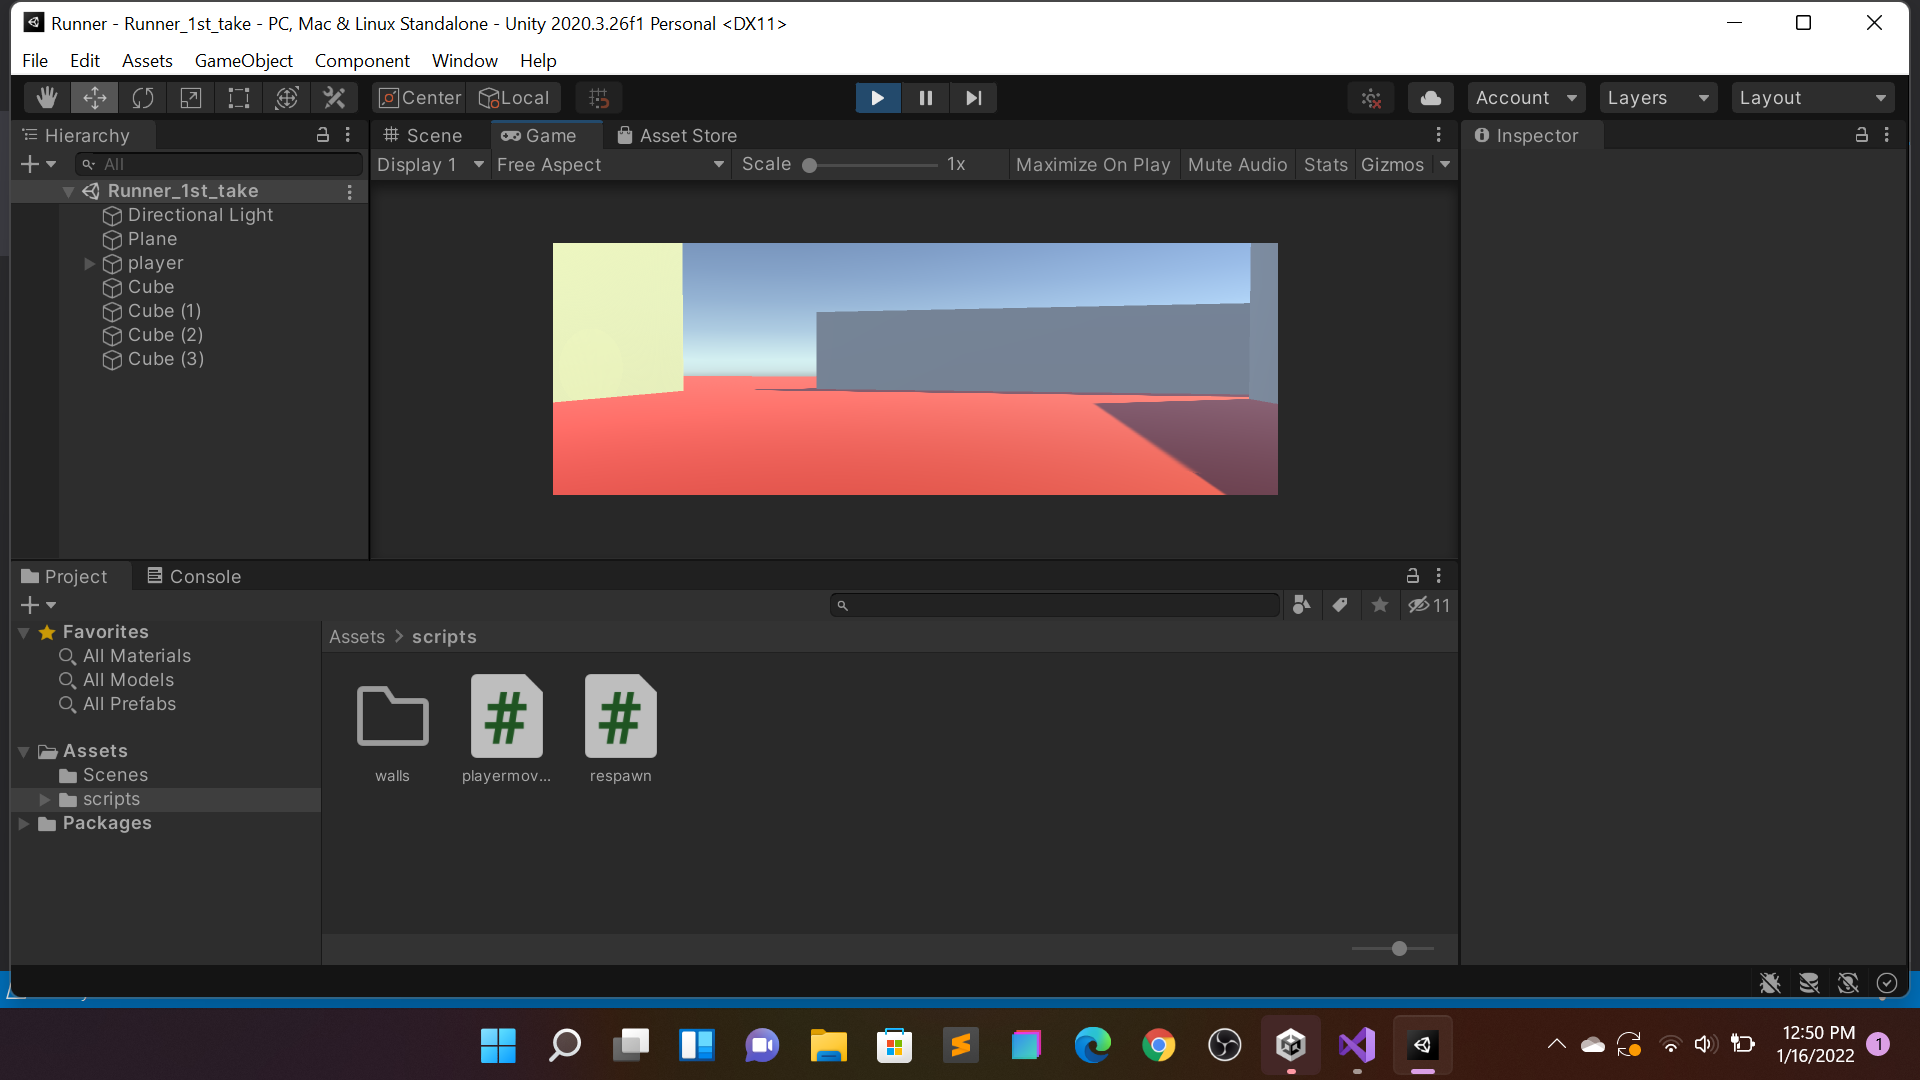 Runner - Runner_1st_take - PC, Mac & Linux Standalone - Unity 2020.3.26f1 Personal <DX11>
File Edit Assets GameObject Component Window Help
Center Local Account Layers Layout
Hierarchy
All
Runner_1st_take
Directional Light
Plane
player
Cube
Cube (1)
Cube (2)
Cube (3)
Scene Game Asset Store
Display 1 Free Aspect Scale 1x Maximize On Play Mute Audio Stats Gizmos
Inspector
Project Console
11
Favorites
All Materials
All Models
All Prefabs
Assets
Scenes
scripts
Packages
Assets > scripts
walls playermov... respawn
12:50 PM
1/16/2022
1